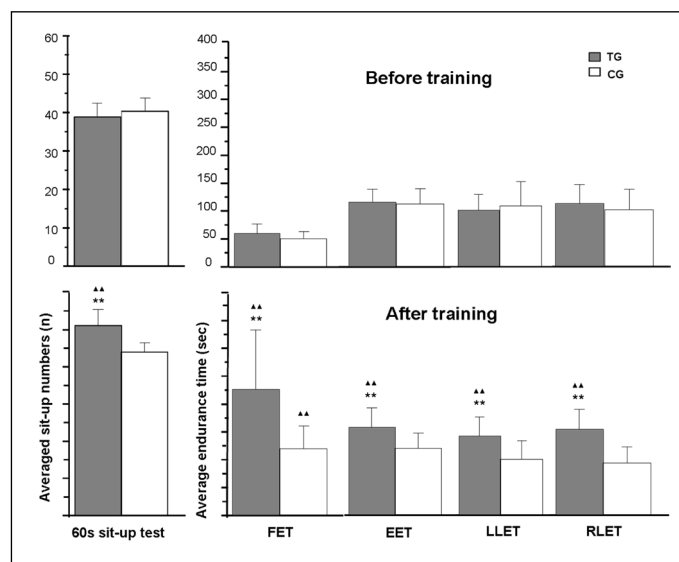 60
50
40
30
20
10
0
400
350
300
250
200
150
100
50
0
Before training
TG
CG
Averaged sit-up numbers (n)
▲▲
**
60s sit-up test
Average endurance time (sec)
After training
▲▲
**
▲▲
▲▲
**
▲▲
**
▲▲
**
FET
EET
LLET
RLET